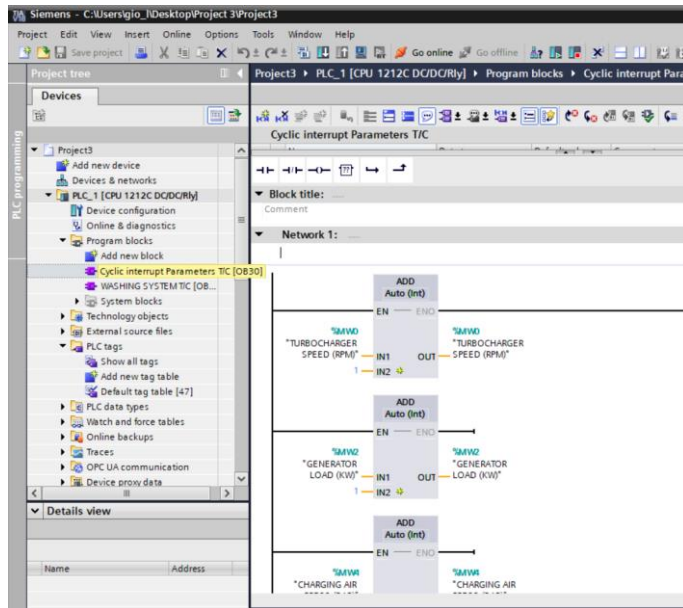 Siemens - C:\Users\gio_l\Desktop\Project 3\Project3
Project Edit View Insert Online Options Tools Window Help
Save project Go online Go offline
Project tree
Project3 ▸ PLC_1 [CPU 1212C DC/DC/Rly] ▸ Program blocks ▸ Cyclic interrupt Para
Devices
PLC programming
Project3
Add new device
Devices & networks
PLC_1 [CPU 1212C DC/DC/Rly]
Device configuration
Online & diagnostics
Program blocks
Add new block
Cyclic interrupt Parameters T/C [OB30]
WASHING SYSTEM T/C [OB...
System blocks
Technology objects
External source files
PLC tags
Show all tags
Add new tag table
Default tag table [47]
PLC data types
Watch and force tables
Online backups
Traces
OPC UA communication
Device proxy data
Details view
Name Address
Cyclic interrupt Parameters T/C
Block title: ...
Comment
Network 1: ...
ADD
Auto (Int)
EN ENO
%MW0 %MW0
"TURBOCHARGER "TURBOCHARGER
SPEED (RPM)" IN1 OUT SPEED (RPM)"
1 IN2
ADD
Auto (Int)
EN ENO
%MW2 %MW2
"GENERATOR "GENERATOR
LOAD (KW)" IN1 OUT LOAD (KW)"
1 IN2
ADD
Auto (Int)
EN ENO
%MW4 %MW4
"CHARGING AIR "CHARGING AIR